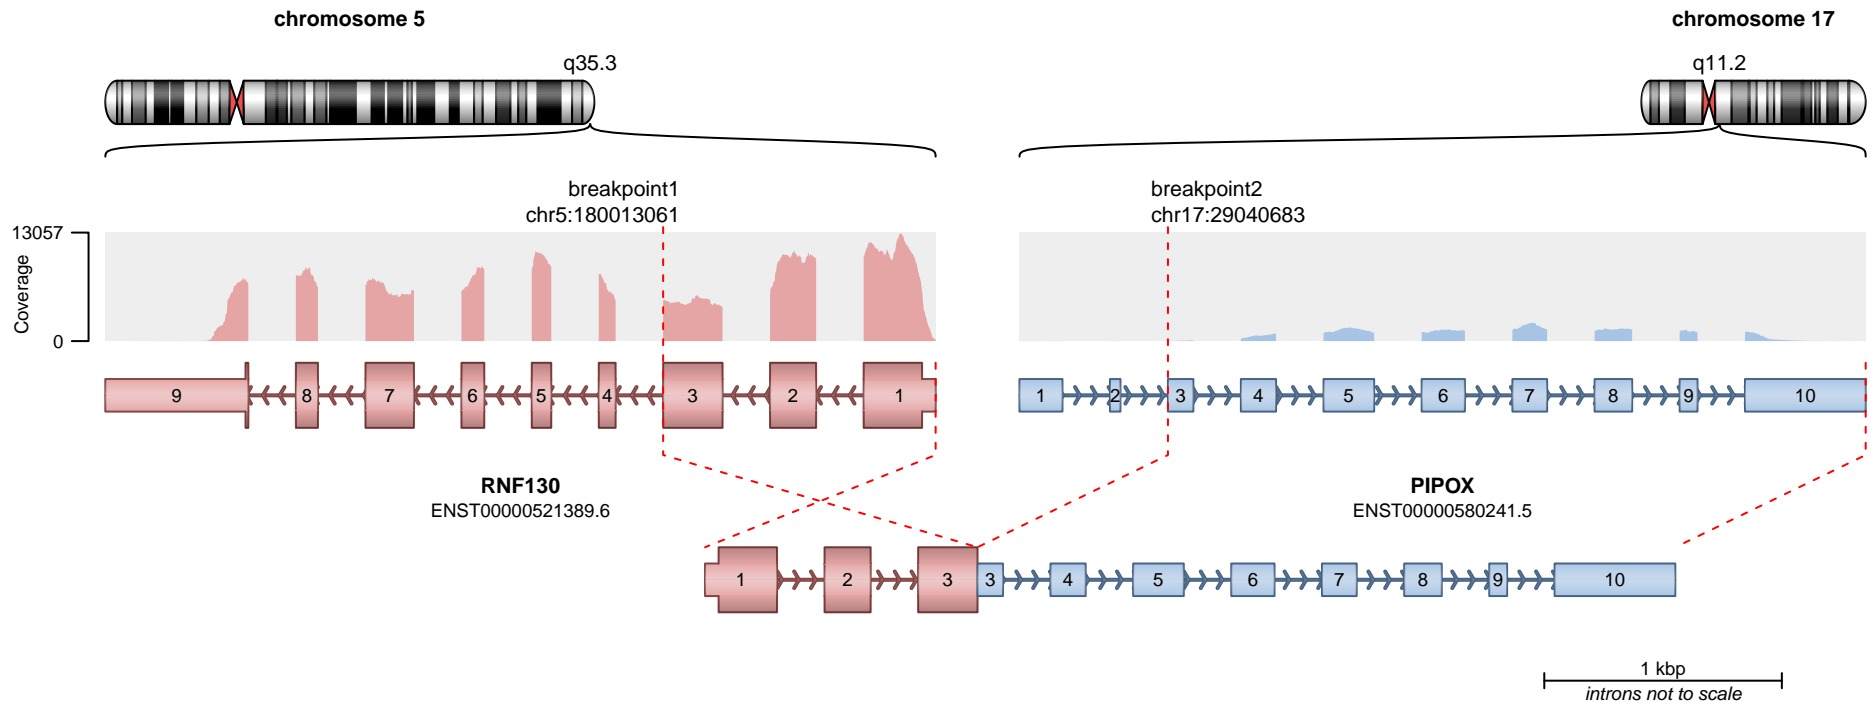 chromosome 5
chromosome 17
q35.3
q11.2
breakpoint1
chr5:180013061
breakpoint2
chr17:29040683
13057
Coverage
0
9 8 7 6 5 4 3 2 1
1 2 3 4 5 6 7 8 9 10
RNF130
ENST00000521389.6
PIPOX
ENST00000580241.5
1 2 3 3 4 5 6 7 8 9 10
1 kbp
introns not to scale